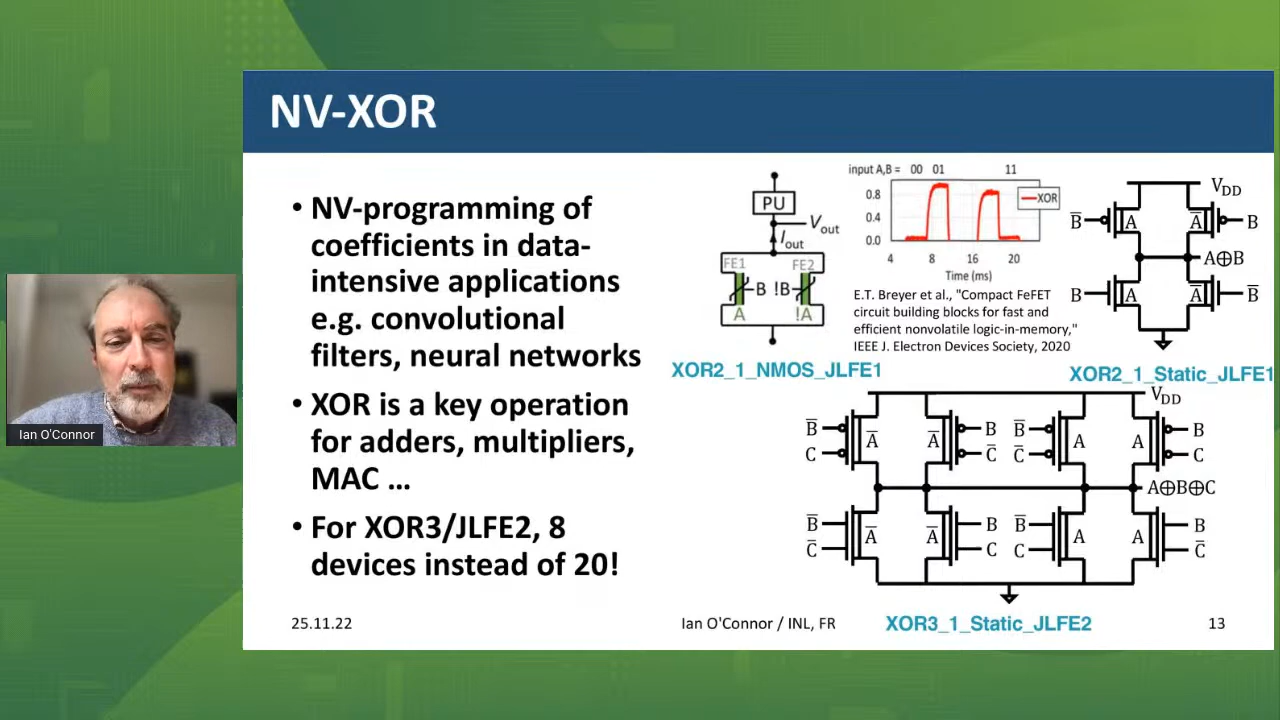 NV-XOR
• NV-programming of
coefficients in data-
intensive applications
e.g. convolutional
filters, neural networks
• XOR is a key operation
for adders, multipliers,
MAC ...
• For XOR3/JLFE2, 8
devices instead of 20!
PU
Vout
Iout
FE1
FE2
B
!B
A
!A
XOR2_1_NMOS_JLFE1
input A,B = 00 01 11
0.8
0.4
0.0
XOR
4 8 12 16 20
Time (ms)
E.T. Breyer et al., "Compact FeFET
circuit building blocks for fast and
efficient nonvolatile logic-in-memory,"
IEEE J. Electron Devices Society, 2020
VDD
B̅ A A̅ B
A⊕B
B A A̅ B̅
XOR2_1_Static_JLFE1
VDD
B̅ A̅ A̅ B B̅ A A B
C C̅ C̅ C
A⊕B⊕C
B̅ A̅ A̅ B B̅ A A B
C̅ C C C̅
XOR3_1_Static_JLFE2
Ian O'Connor
25.11.22
Ian O'Connor / INL, FR
13